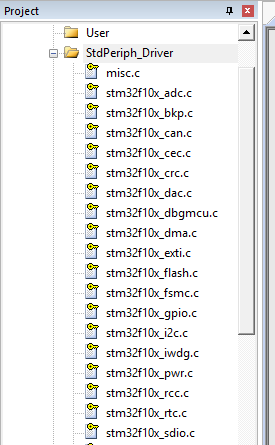 Project
User
StdPeriph_Driver
misc.c
stm32f10x_adc.c
stm32f10x_bkp.c
stm32f10x_can.c
stm32f10x_cec.c
stm32f10x_crc.c
stm32f10x_dac.c
stm32f10x_dbgmcu.c
stm32f10x_dma.c
stm32f10x_exti.c
stm32f10x_flash.c
stm32f10x_fsmc.c
stm32f10x_gpio.c
stm32f10x_i2c.c
stm32f10x_iwdg.c
stm32f10x_pwr.c
stm32f10x_rcc.c
stm32f10x_rtc.c
stm32f10x_sdio.c